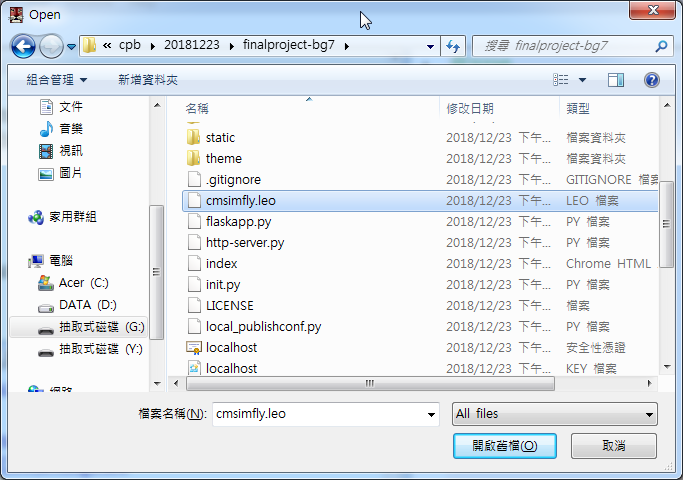 Open
« cpb 20181223 finalproject-bg7
搜尋 finalproject-bg7
組合管理 新增資料夾
文件
音樂
視訊
圖片
家用群組
電腦
Acer (C:)
DATA (D:)
抽取式磁碟 (G:)
抽取式磁碟 (Y:)
網路
名稱 修改日期 類型
static 2018/12/23 下午... 檔案資料夾
theme 2018/12/23 下午... 檔案資料夾
.gitignore 2018/12/23 下午... GITIGNORE 檔案
cmsimfly.leo 2018/12/23 下午... LEO 檔案
flaskapp.py 2018/12/23 下午... PY 檔案
http-server.py 2018/12/23 下午... PY 檔案
index 2018/12/23 下午... Chrome HTML
init.py 2018/12/23 下午... PY 檔案
LICENSE 2018/12/23 下午... 檔案
local_publishconf.py 2018/12/23 下午... PY 檔案
localhost 2018/12/23 下午... 安全性憑證
localhost 2018/12/23 下午... KEY 檔案
檔案名稱(N): cmsimfly.leo All files
開啟舊檔(O) 取消